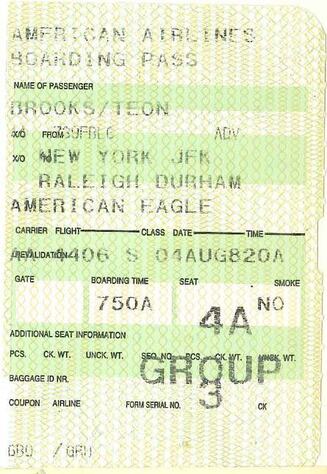 AMERICAN AIRLINES
BOARDING PASS
NAME OF PASSENGER
BROOKS/TEON
X/O FROM ADV
X/O NEW YORK JFK
RALEIGH DURHAM
AMERICAN EAGLE
CARRIER FLIGHT CLASS DATE TIME
AA 4406 S 04AUG820A
REVALIDATION
GATE BOARDING TIME SEAT SMOKE
750A 4A NO
ADDITIONAL SEAT INFORMATION
PCS. CK. WT. UNCK. WT. SEQ. NO. PCS. CK. WT. UNCK. WT.
GROUP
BAGGAGE ID NR.
3
COUPON AIRLINE FORM SERIAL NO. CK